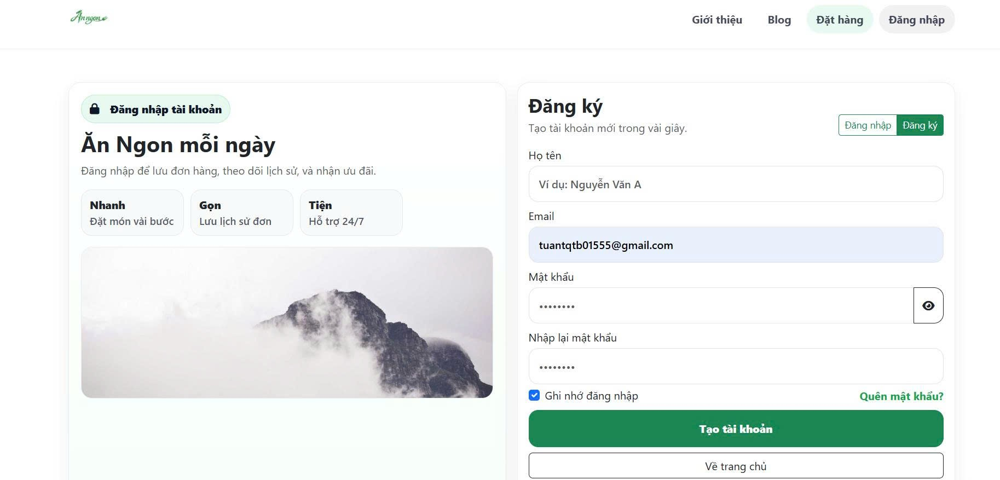 Ăn ngon
Giới thiệu
Blog
Đặt hàng
Đăng nhập
Đăng nhập tài khoản
Ăn Ngon mỗi ngày
Đăng nhập để lưu đơn hàng, theo dõi lịch sử, và nhận ưu đãi.
Nhanh
Đặt món vài bước
Gọn
Lưu lịch sử đơn
Tiện
Hỗ trợ 24/7
Đăng ký
Tạo tài khoản mới trong vài giây.
Đăng nhập
Đăng ký
Họ tên
Ví dụ: Nguyễn Văn A
Email
tuantqtb01555@gmail.com
Mật khẩu
••••••••
Nhập lại mật khẩu
••••••••
Ghi nhớ đăng nhập
Quên mật khẩu?
Tạo tài khoản
Về trang chủ